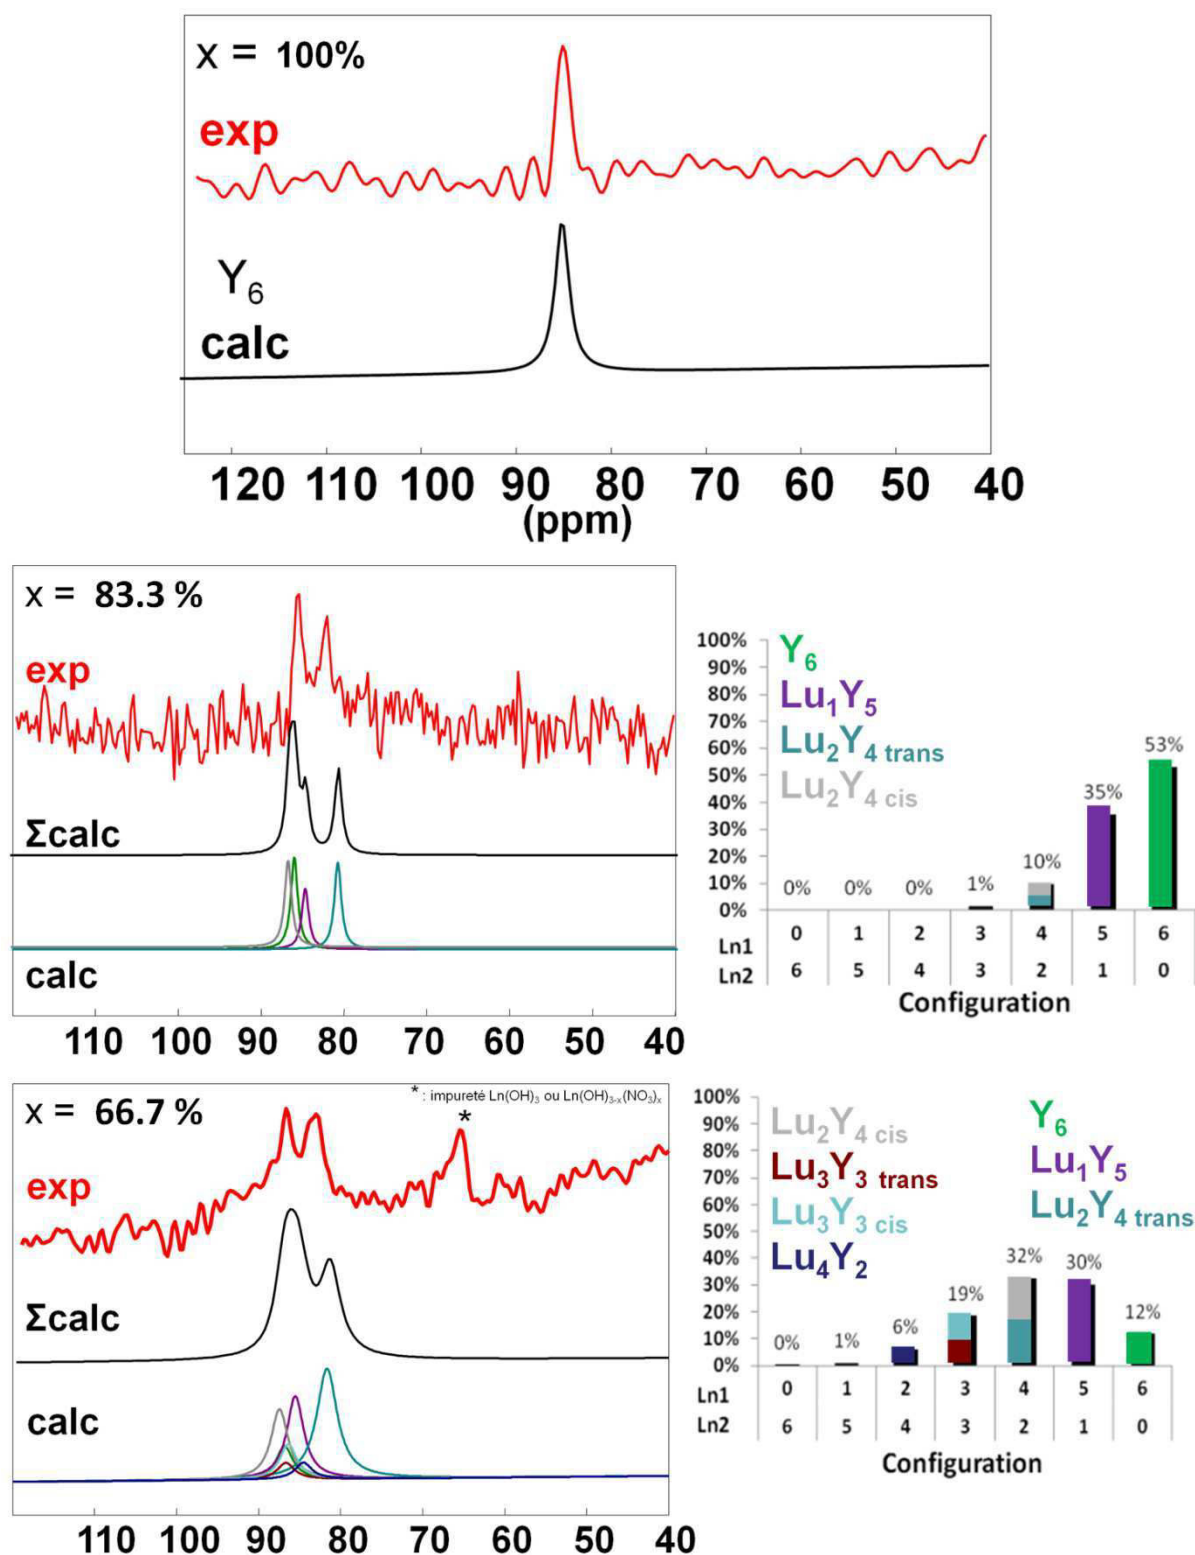 x = 100%
exp
Y6
calc
120 110 100 90 80 70 60 50 40
(ppm)
x = 83.3 %
exp
Σcalc
calc
110 100 90 80 70 60 50 40
100%
90%
80%
70%
60%
50%
40%
30%
20%
10%
0%
Y6
Lu1Y5
Lu2Y4 trans
Lu2Y4 cis
0% 0% 0% 1% 10% 35% 53%
Ln1 0 1 2 3 4 5 6
Ln2 6 5 4 3 2 1 0
Configuration
x = 66.7 %
* : impureté Ln(OH)3 ou Ln(OH)3-x(NO3)x
*
exp
Σcalc
calc
110 100 90 80 70 60 50 40
100%
90%
80%
70%
60%
50%
40%
30%
20%
10%
0%
Lu2Y4 cis
Lu3Y3 trans
Lu3Y3 cis
Lu4Y2
Y6
Lu1Y5
Lu2Y4 trans
0% 1% 6% 19% 32% 30% 12%
Ln1 0 1 2 3 4 5 6
Ln2 6 5 4 3 2 1 0
Configuration